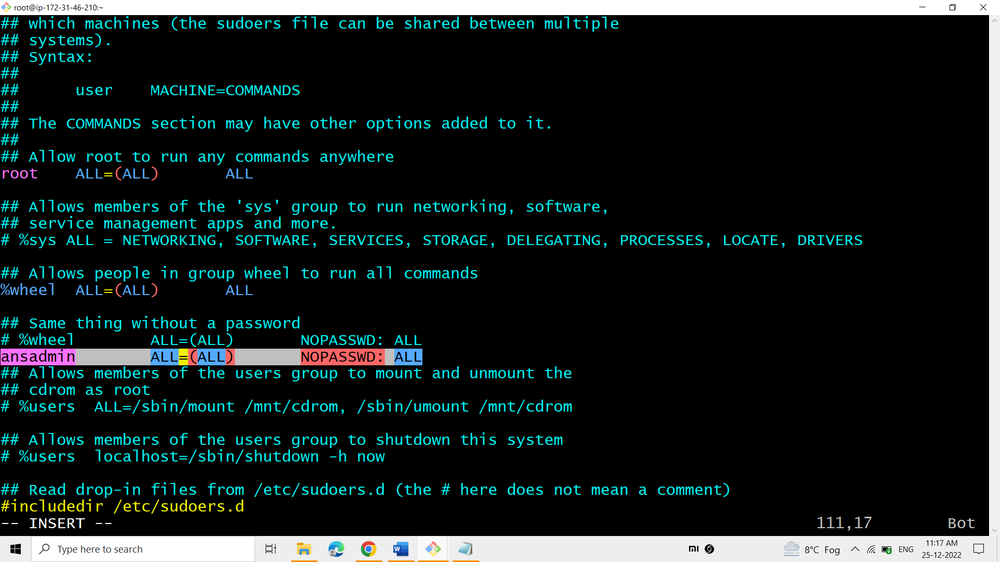 root@ip-172-31-46-210:~
## which machines (the sudoers file can be shared between multiple
## systems).
## Syntax:
##
##      user    MACHINE=COMMANDS
##
## The COMMANDS section may have other options added to it.
##
## Allow root to run any commands anywhere
root    ALL=(ALL)       ALL
## Allows members of the 'sys' group to run networking, software,
## service management apps and more.
# %sys ALL = NETWORKING, SOFTWARE, SERVICES, STORAGE, DELEGATING, PROCESSES, LOCATE, DRIVERS
## Allows people in group wheel to run all commands
%wheel  ALL=(ALL)       ALL
## Same thing without a password
# %wheel        ALL=(ALL)       NOPASSWD: ALL
ansadmin        ALL=(ALL)       NOPASSWD: ALL
## Allows members of the users group to mount and unmount the
## cdrom as root
# %users  ALL=/sbin/mount /mnt/cdrom, /sbin/umount /mnt/cdrom
## Allows members of the users group to shutdown this system
# %users  localhost=/sbin/shutdown -h now
## Read drop-in files from /etc/sudoers.d (the # here does not mean a comment)
#includedir /etc/sudoers.d
-- INSERT --                    111,17          Bot
Type here to search
W
mi
8°C Fog
ENG
11:17 AM
25-12-2022